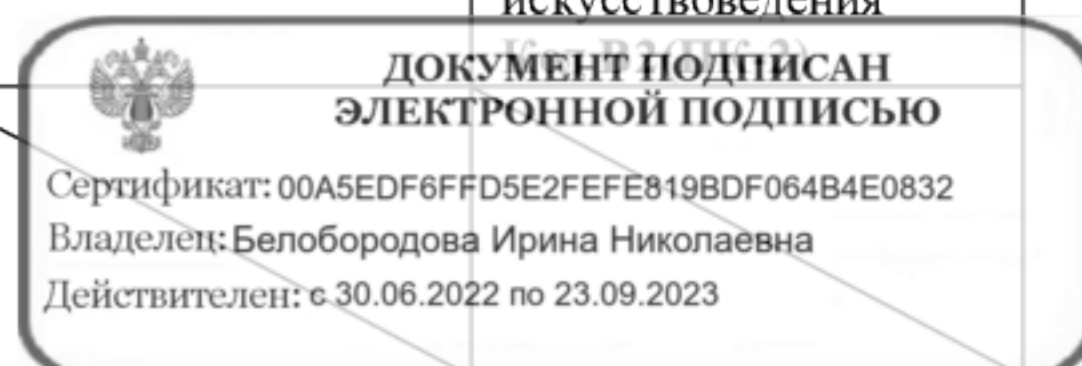 искусствоведения
ДОКУМЕНТ ПОДПИСАН
ЭЛЕКТРОННОЙ ПОДПИСЬЮ
Сертификат: 00A5EDF6FFD5E2FEFE819BDF064B4E0832
Владелец: Белобородова Ирина Николаевна
Действителен: с 30.06.2022 по 23.09.2023